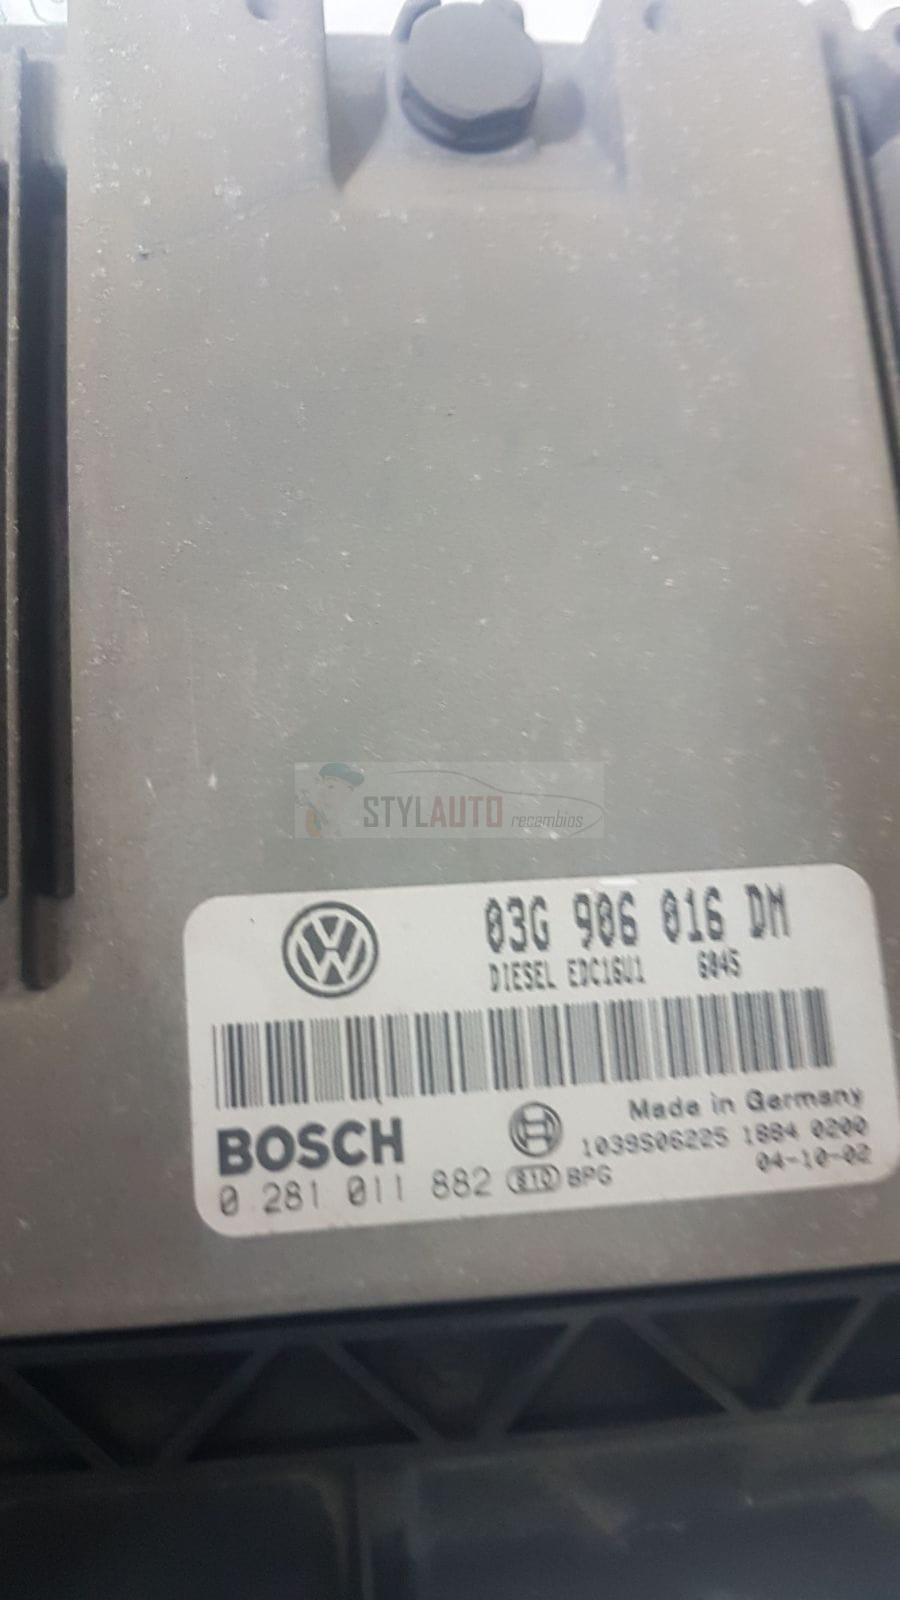 STYLAUTO recambios
03G 906 016 DM
DIESEL EDC16U1 6045
Made in Germany
BOSCH
1039S06225 1884 0200
0 281 011 882 BPG
04-10-02